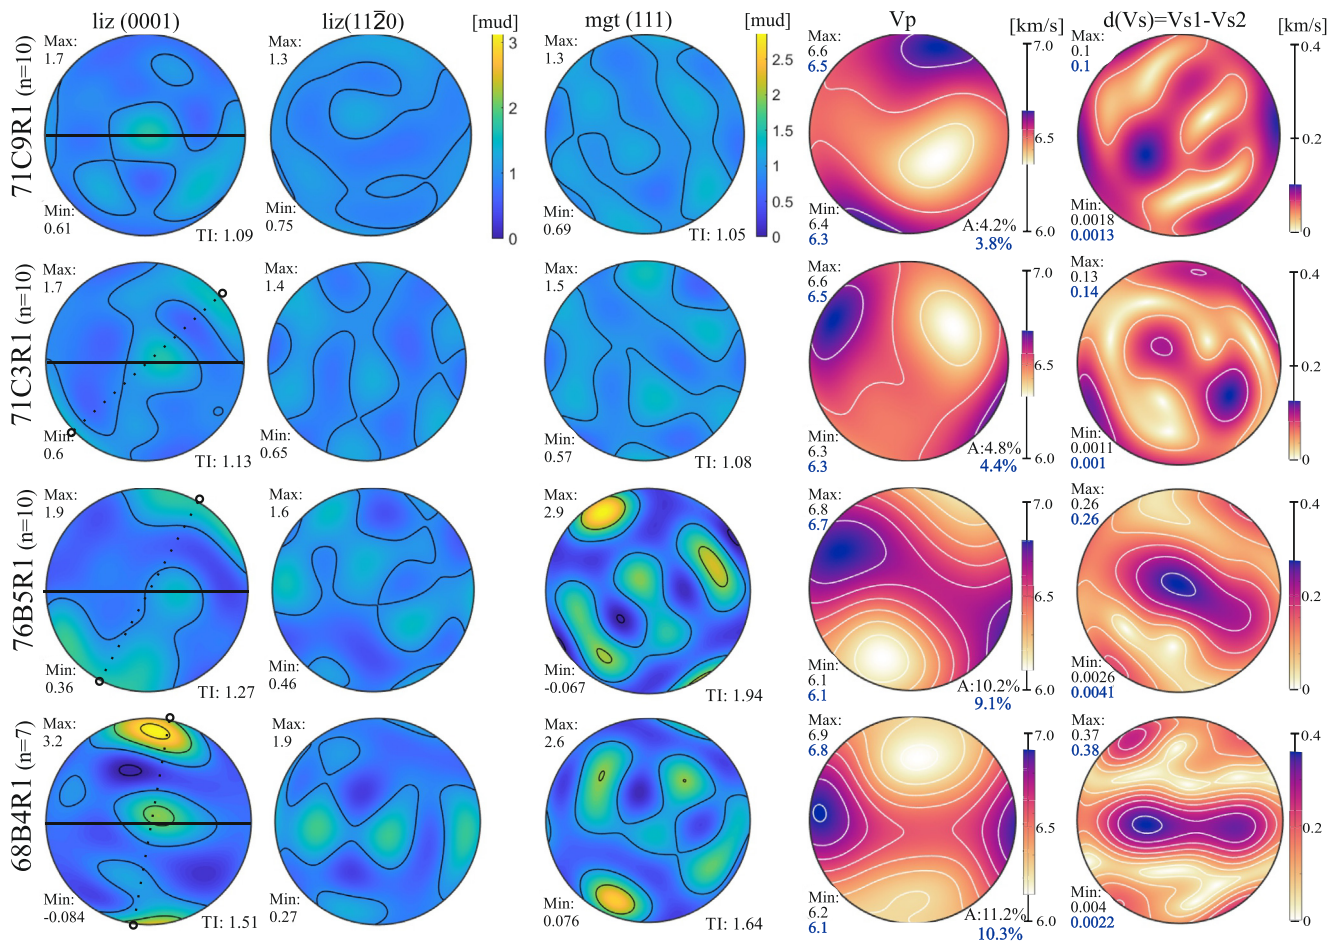 liz (0001)
liz(112̅0)
[mud]
mgt (111)
[mud]
Vp
[km/s]
d(Vs)=Vs1-Vs2
[km/s]
71C9R1 (n=10)
Max:
1.7
Min:
0.61
TI: 1.09
Max:
1.3
Min:
0.75
3
2
1
0
Max:
1.3
Min:
0.69
TI: 1.05
2.5
2
1.5
1
0.5
0
Max:
6.6
6.5
Min:
6.4
6.3
A:4.2%
3.8%
7.0
6.5
6.0
Max:
0.1
0.1
Min:
0.0018
0.0013
0.4
0.2
0
71C3R1 (n=10)
Max:
1.7
Min:
0.6
TI: 1.13
Max:
1.4
Min:
0.65
Max:
1.5
Min:
0.57
TI: 1.08
Max:
6.6
6.5
Min:
6.3
6.3
A:4.8%
4.4%
7.0
6.5
6.0
Max:
0.13
0.14
Min:
0.0011
0.001
0.4
0.2
0
76B5R1 (n=10)
Max:
1.9
Min:
0.36
TI: 1.27
Max:
1.6
Min:
0.46
Max:
2.9
Min:
-0.067
TI: 1.94
Max:
6.8
6.7
Min:
6.1
6.1
A:10.2%
9.1%
7.0
6.5
6.0
Max:
0.26
0.26
Min:
0.0026
0.0041
0.4
0.2
0
68B4R1 (n=7)
Max:
3.2
Min:
-0.084
TI: 1.51
Max:
1.9
Min:
0.27
Max:
2.6
Min:
0.076
TI: 1.64
Max:
6.9
6.8
Min:
6.2
6.1
A:11.2%
10.3%
7.0
6.5
6.0
Max:
0.37
0.38
Min:
0.004
0.0022
0.4
0.2
0